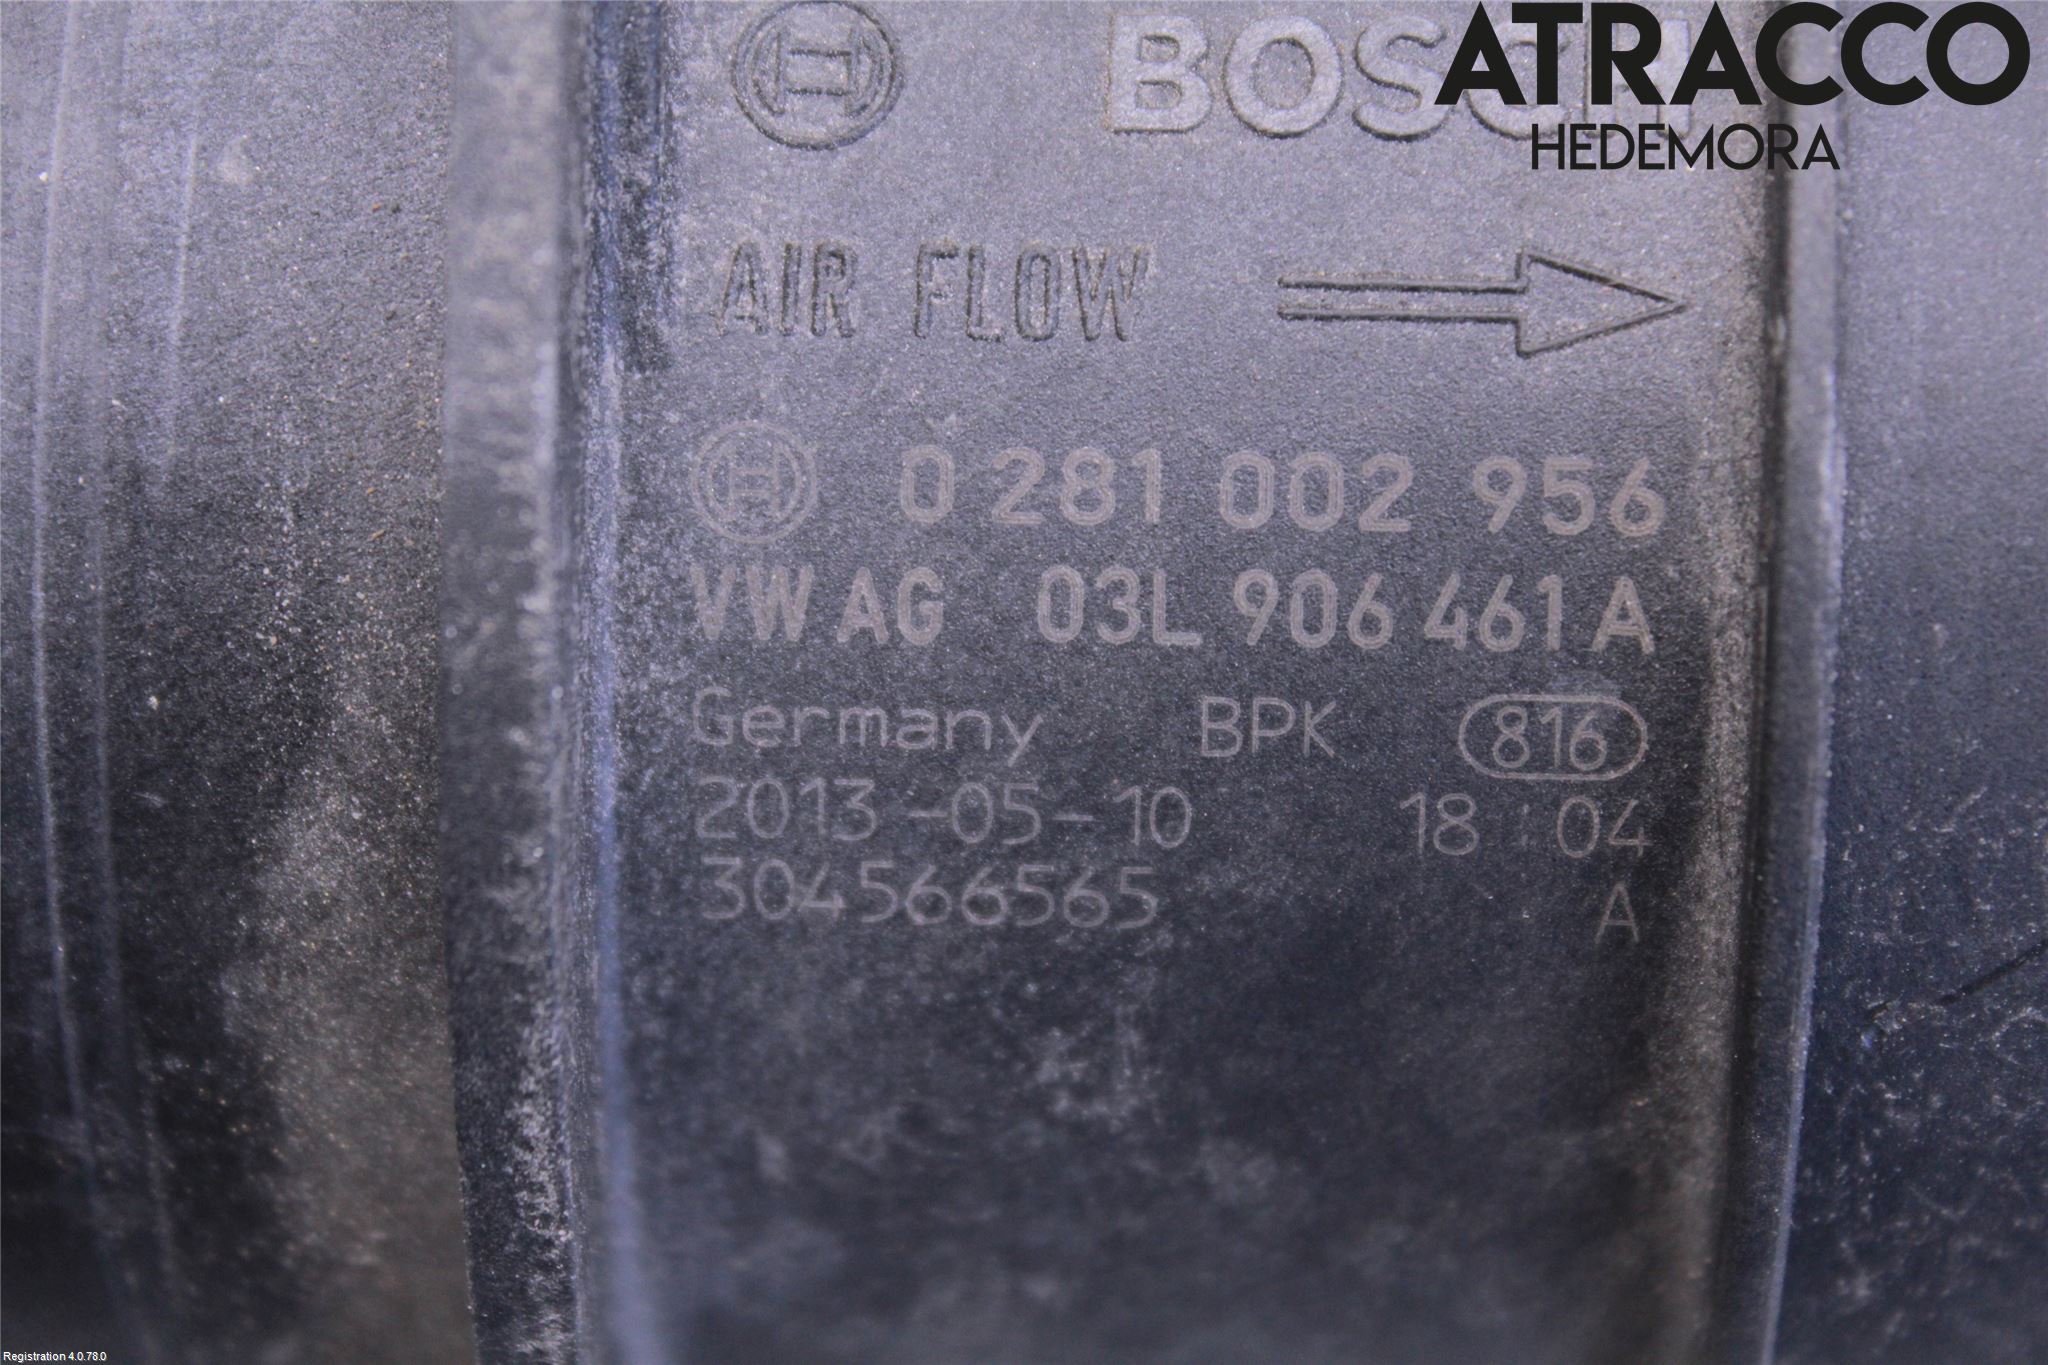 BOSCH
ATRACCO
HEDEMORA
AIR FLOW
0 281 002 956
VW AG 03L 906 461 A
Germany BPK 816
2013-05-10 18:04
304566565 A
Registration 4.0.78.0